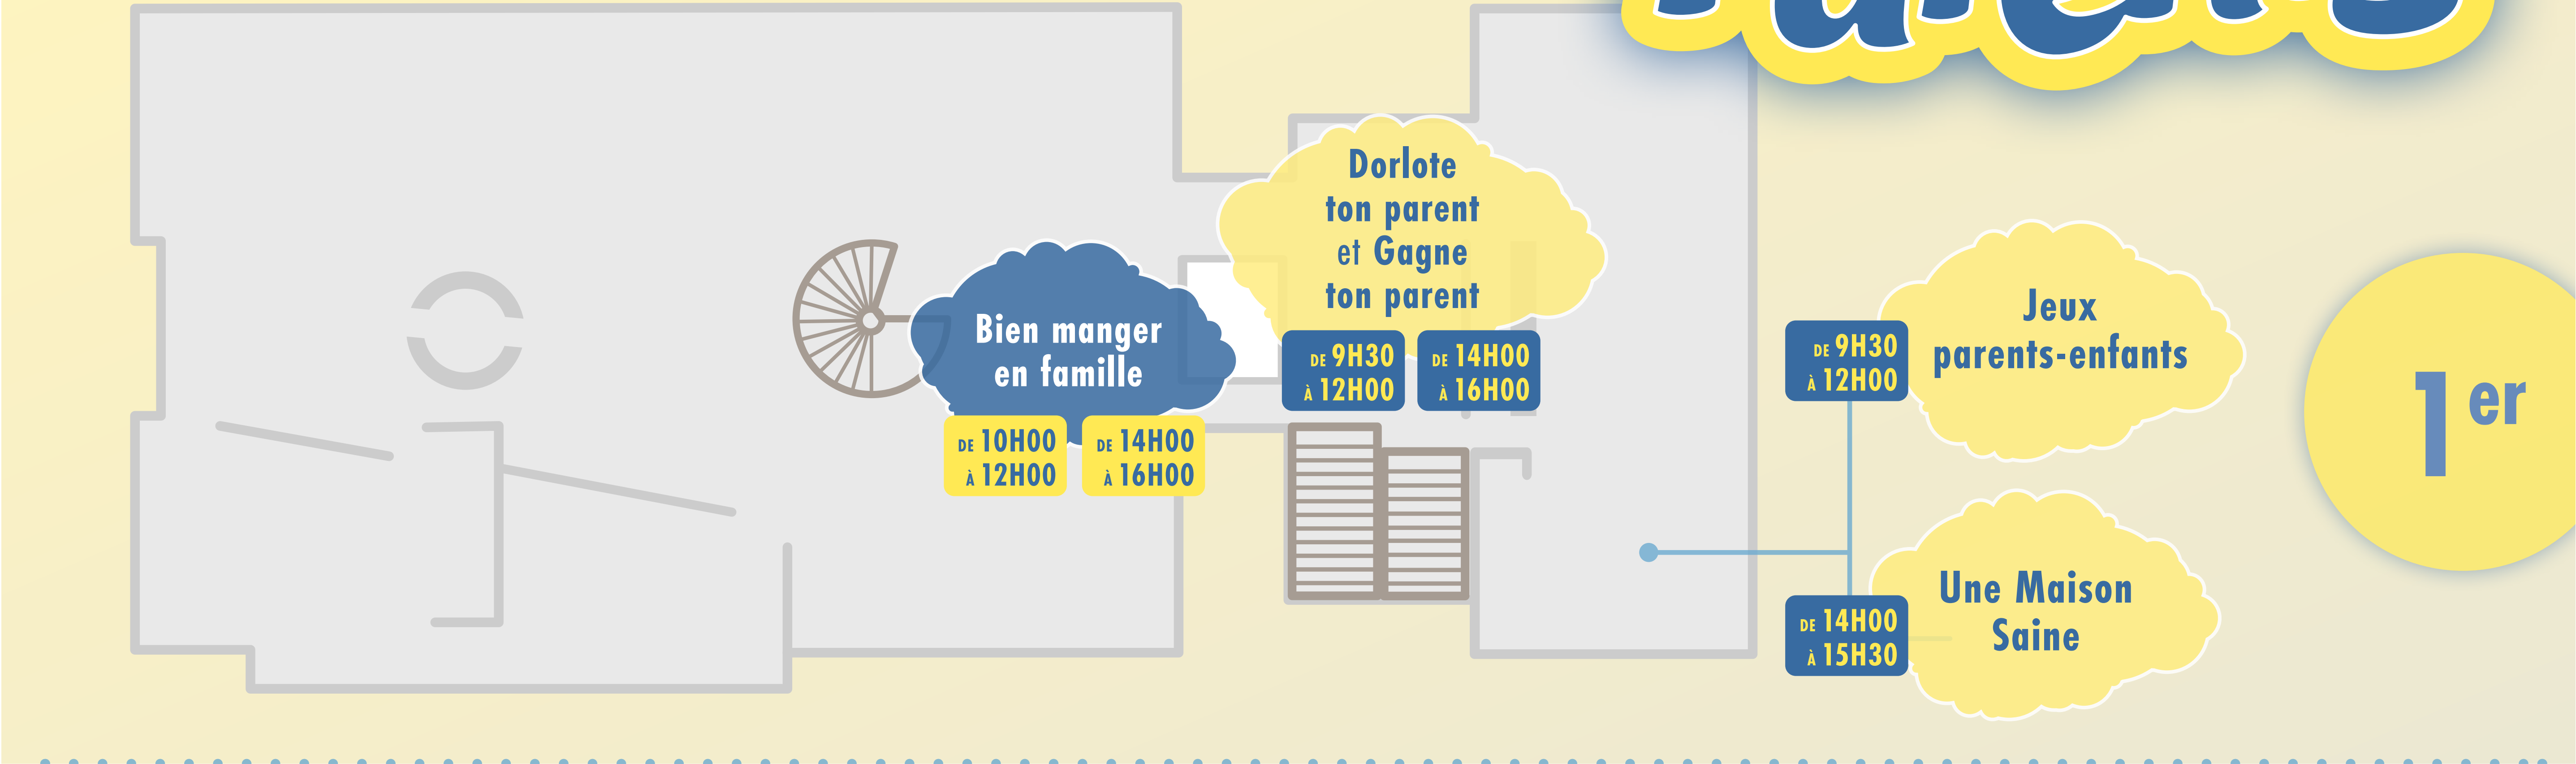 Dorlote
ton parent
et Gagne
ton parent
DE 9H30
À 12H00
DE 14H00
À 16H00
Bien manger
en famille
DE 10H00
À 12H00
DE 14H00
À 16H00
Jeux
parents-enfants
DE 9H30
À 12H00
Une Maison
Saine
DE 14H00
À 15H30
1er